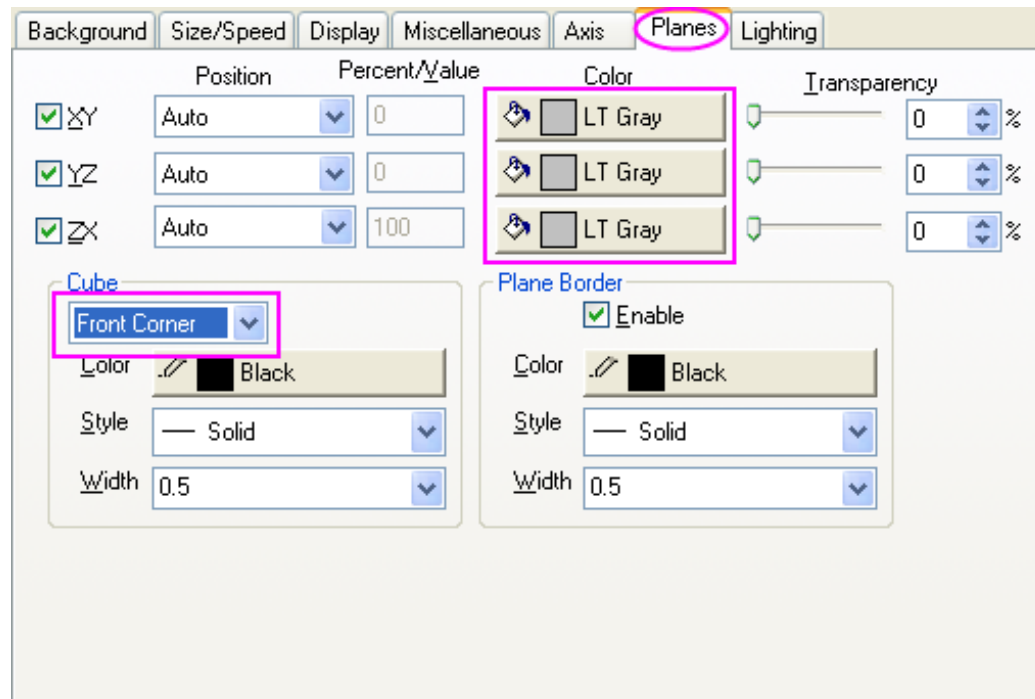 Background Size/Speed Display Miscellaneous Axis Planes Lighting
Position Percent/Value Color Transparency
XY Auto 0 LT Gray 0 %
YZ Auto 0 LT Gray 0 %
ZX Auto 100 LT Gray 0 %
Cube
Front Corner
Color Black
Style Solid
Width 0.5
Plane Border
Enable
Color Black
Style Solid
Width 0.5